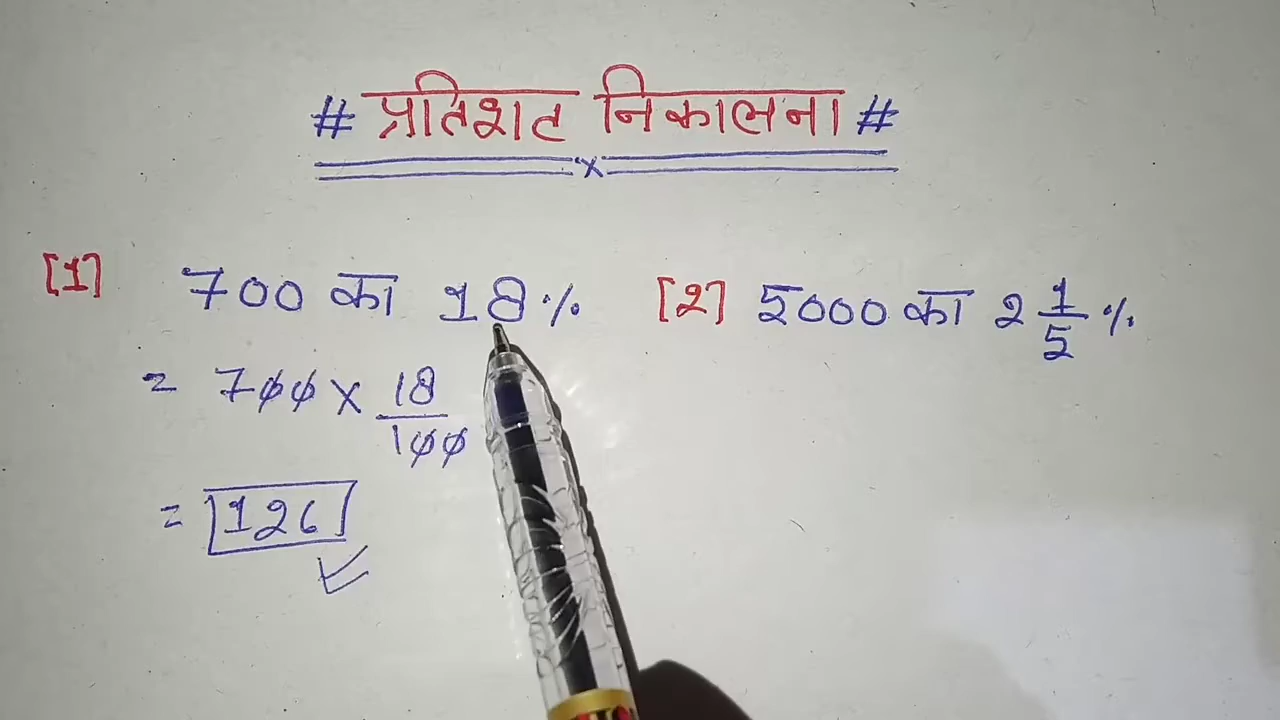 # प्रतिशत निकालना #
x
[1] 700 का 18%
= 700 × 18/100
= 126
[2] 5000 का 2 1/5 %